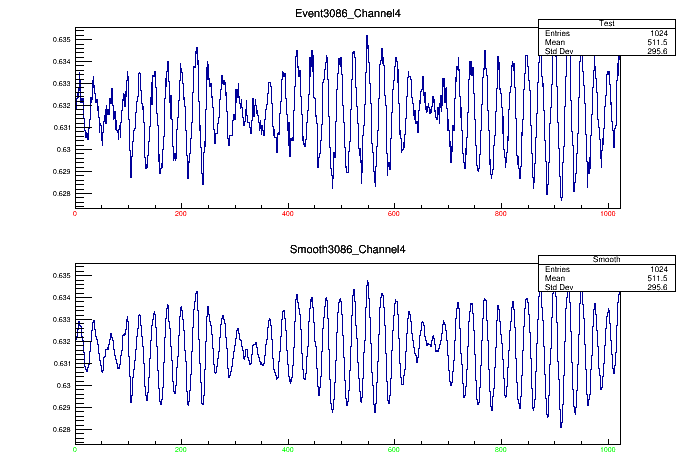 Event3086_Channel4
Test
Entries 1024
Mean 511.5
Std Dev 295.6
0.635
0.634
0.633
0.632
0.631
0.63
0.629
0.628
0 200 400 600 800 1000
Smooth3086_Channel4
Smooth
Entries 1024
Mean 511.5
Std Dev 295.6
0.635
0.634
0.633
0.632
0.631
0.63
0.629
0.628
0 200 400 600 800 1000